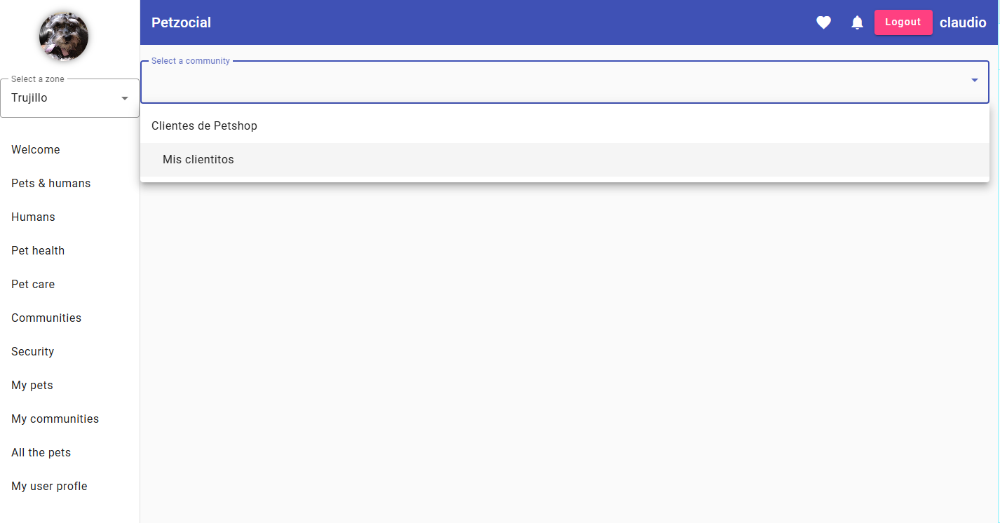 Petzocial
Logout
claudio
Select a zone
Trujillo
Select a community
Clientes de Petshop
Mis clientitos
Welcome
Pets & humans
Humans
Pet health
Pet care
Communities
Security
My pets
My communities
All the pets
My user profle